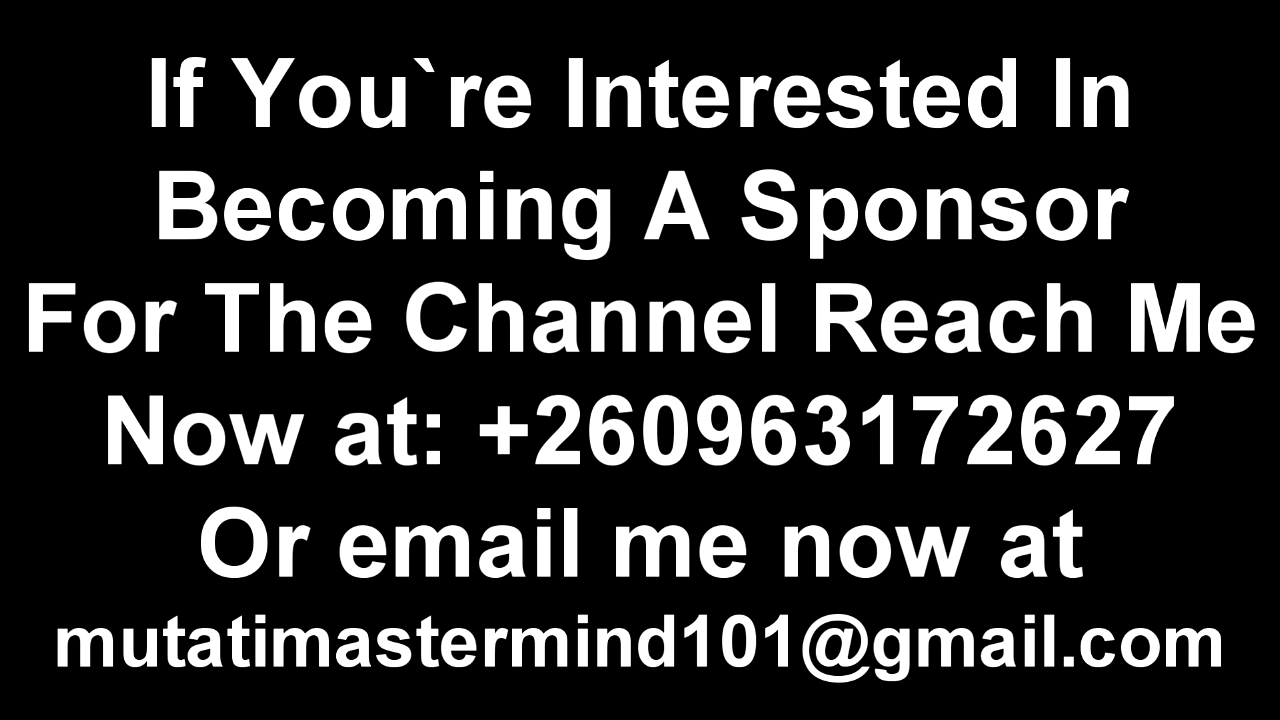 If You`re Interested In
Becoming A Sponsor
For The Channel Reach Me
Now at: +260963172627
Or email me now at
mutatimastermind101@gmail.com